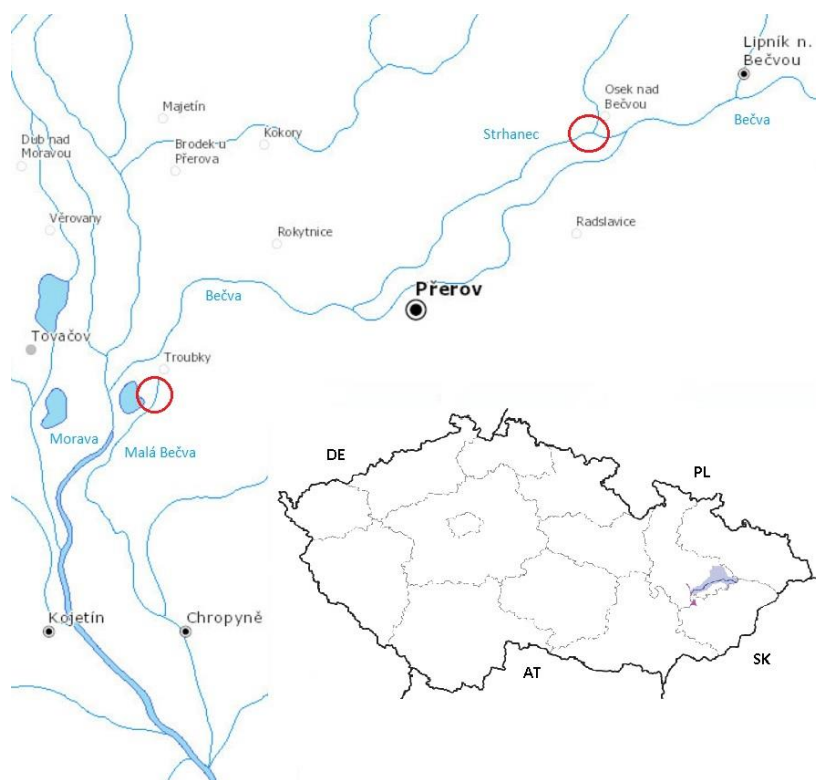 Lipník n.
Bečvou
Osek nad
Bečvou
Bečva
Majetín
Strhanec
Kokory
Dub nad
Moravou
Brodek u
Přerova
Věrovany
Rokytnice
Radslavice
Bečva
Přerov
Tovačov
Troubky
Morava
Malá Bečva
DE
PL
Kojetín
Chropyně
AT
SK